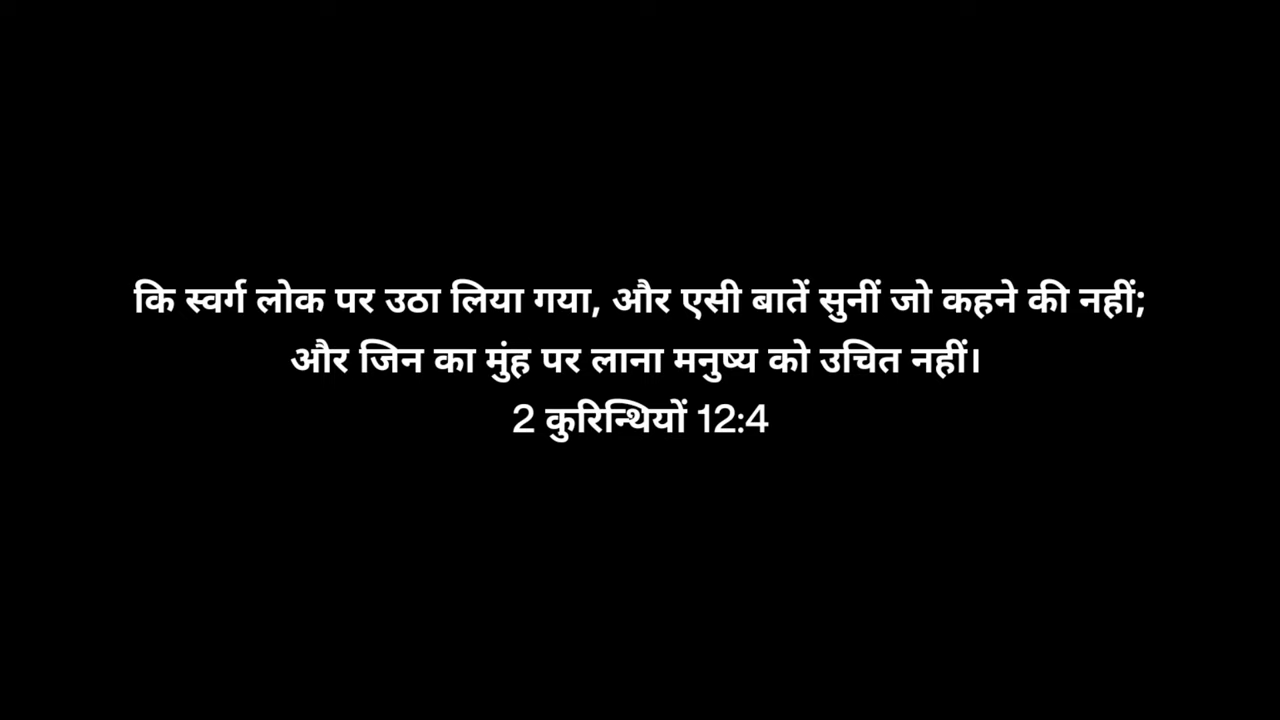 कि स्वर्ग लोक पर उठा लिया गया, और एसी बातें सुनीं जो कहने की नहीं;
और जिन का मुंह पर लाना मनुष्य को उचित नहीं।
2 कुरिन्थियों 12:4